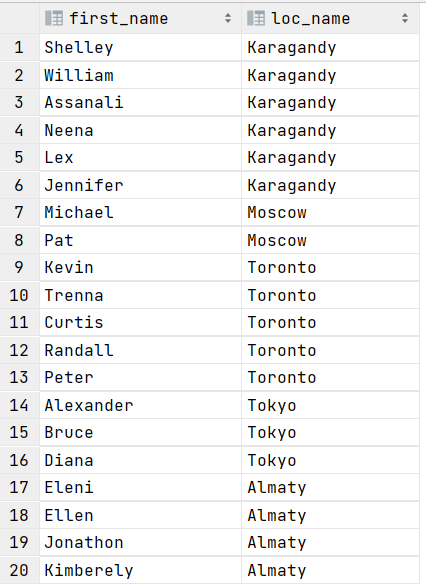 first_name loc_name
1 Shelley Karagandy
2 William Karagandy
3 Assanali Karagandy
4 Neena Karagandy
5 Lex Karagandy
6 Jennifer Karagandy
7 Michael Moscow
8 Pat Moscow
9 Kevin Toronto
10 Trenna Toronto
11 Curtis Toronto
12 Randall Toronto
13 Peter Toronto
14 Alexander Tokyo
15 Bruce Tokyo
16 Diana Tokyo
17 Eleni Almaty
18 Ellen Almaty
19 Jonathon Almaty
20 Kimberely Almaty